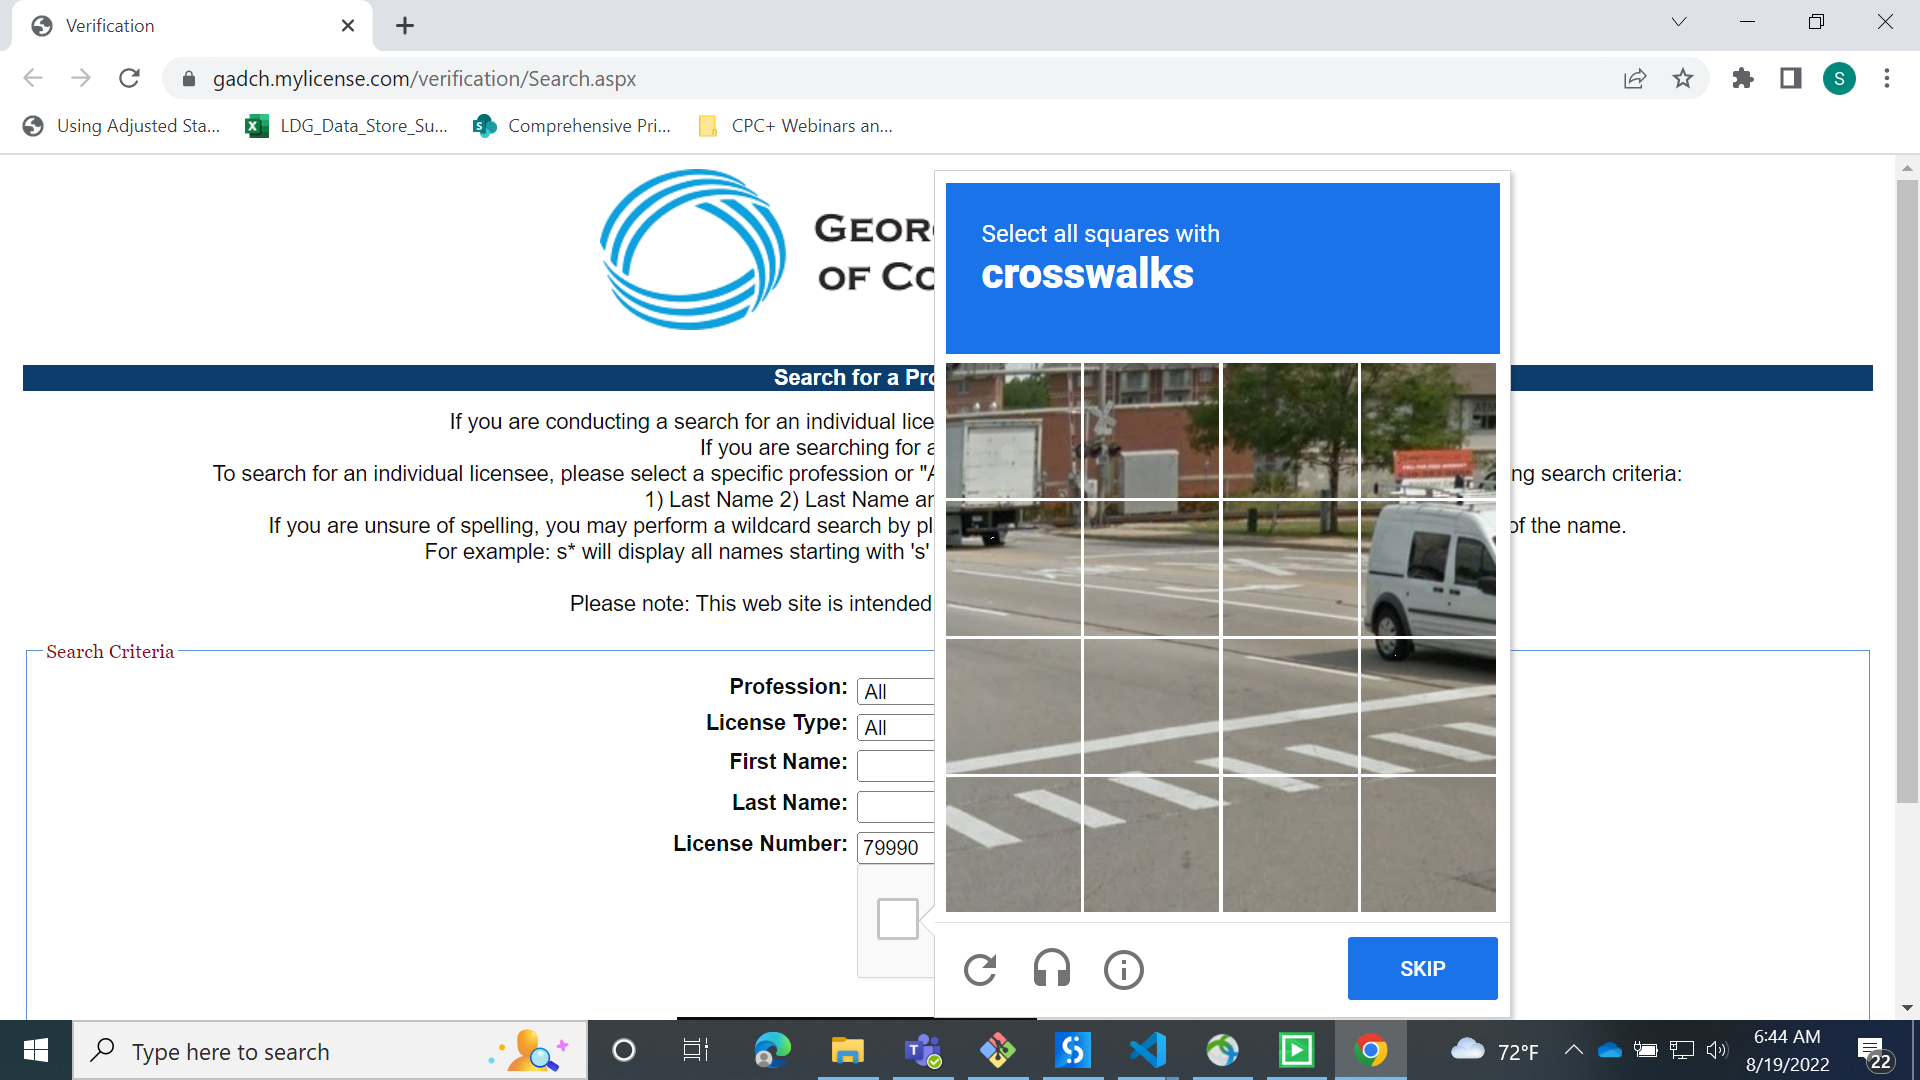 Verification
gadch.mylicense.com/verification/Search.aspx
S
Using Adjusted Sta...
LDG_Data_Store_Su...
Comprehensive Pri...
CPC+ Webinars an...
GEOR
OF CO
Select all squares with
crosswalks
Search for a Pro
If you are conducting a search for an individual lice
If you are searching for a
To search for an individual licensee, please select a specific profession or "A
ng search criteria:
1) Last Name 2) Last Name an
If you are unsure of spelling, you may perform a wildcard search by pl
of the name.
For example: s* will display all names starting with 's'
Please note: This web site is intended
Search Criteria
Profession:
All
License Type:
All
First Name:
Last Name:
License Number:
79990
SKIP
Type here to search
72°F
6:44 AM
8/19/2022
22